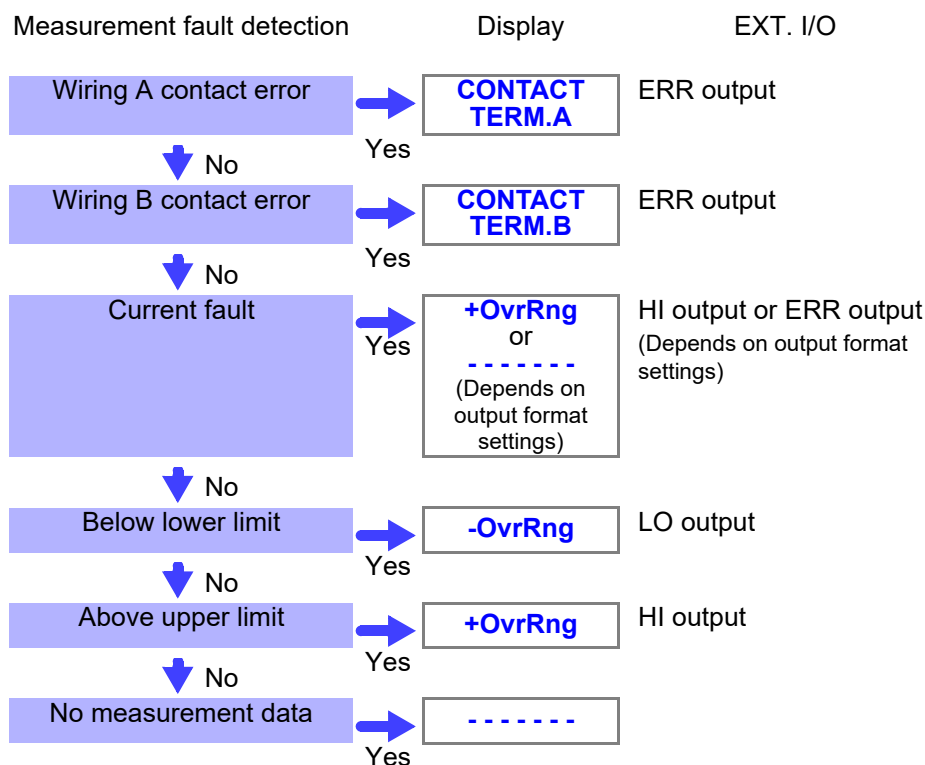 Measurement fault detection Display EXT. I/O
Wiring A contact error
Yes
CONTACT
TERM.A
ERR output
No
Wiring B contact error
Yes
CONTACT
TERM.B
ERR output
No
Current fault
Yes
+OvrRng
or
- - - - - - -
(Depends on
output format
settings)
HI output or ERR output
(Depends on output format
settings)
No
Below lower limit
Yes
-OvrRng
LO output
No
Above upper limit
Yes
+OvrRng
HI output
No
No measurement data
Yes
- - - - - - -